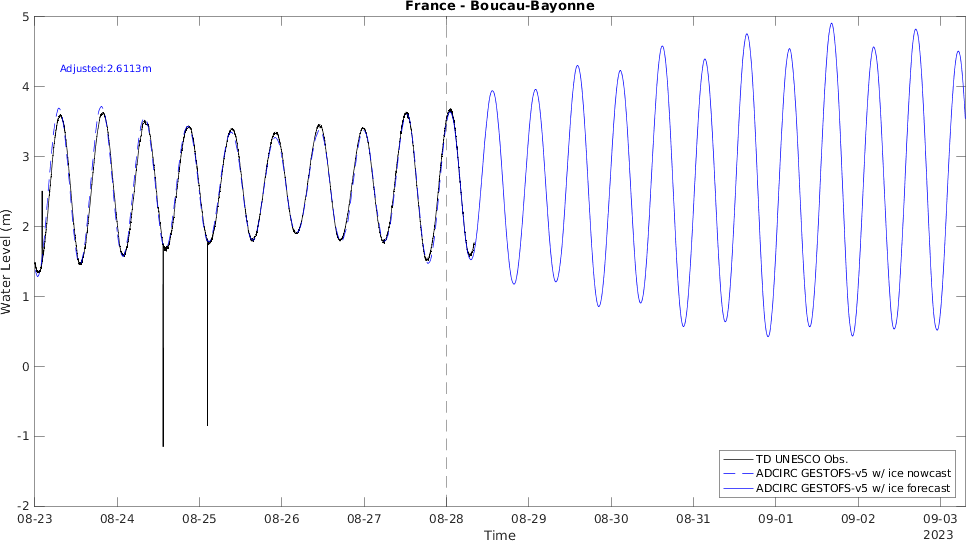 France - Boucau-Bayonne
Adjusted:2.6113m
Water Level (m)
5
4
3
2
1
0
-1
-2
08-23 08-24 08-25 08-26 08-27 08-28 08-29 08-30 08-31 09-01 09-02 09-03
2023
Time
TD UNESCO Obs.
ADCIRC GESTOFS-v5 w/ ice nowcast
ADCIRC GESTOFS-v5 w/ ice forecast